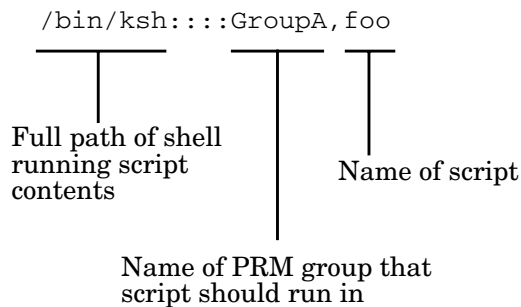 /bin/ksh::::GroupA,foo
Full path of shell
running script
contents
Name of script
Name of PRM group that
script should run in